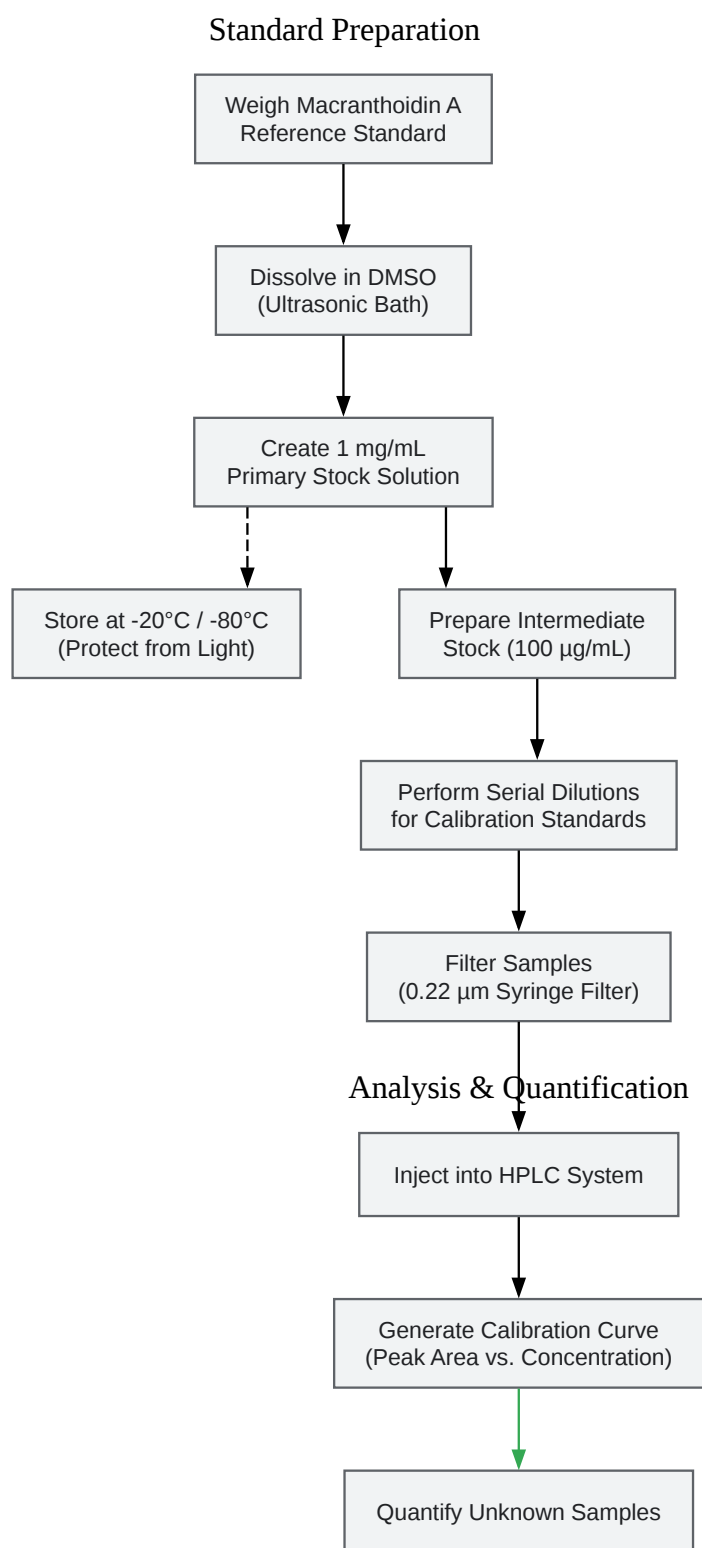 Standard Preparation
Weigh Macranthoidin A
Reference Standard
Dissolve in DMSO
(Ultrasonic Bath)
Create 1 mg/mL
Primary Stock Solution
Store at -20°C / -80°C
(Protect from Light)
Prepare Intermediate
Stock (100 µg/mL)
Perform Serial Dilutions
for Calibration Standards
Filter Samples
(0.22 µm Syringe Filter)
Analysis & Quantification
Inject into HPLC System
Generate Calibration Curve
(Peak Area vs. Concentration)
Quantify Unknown Samples